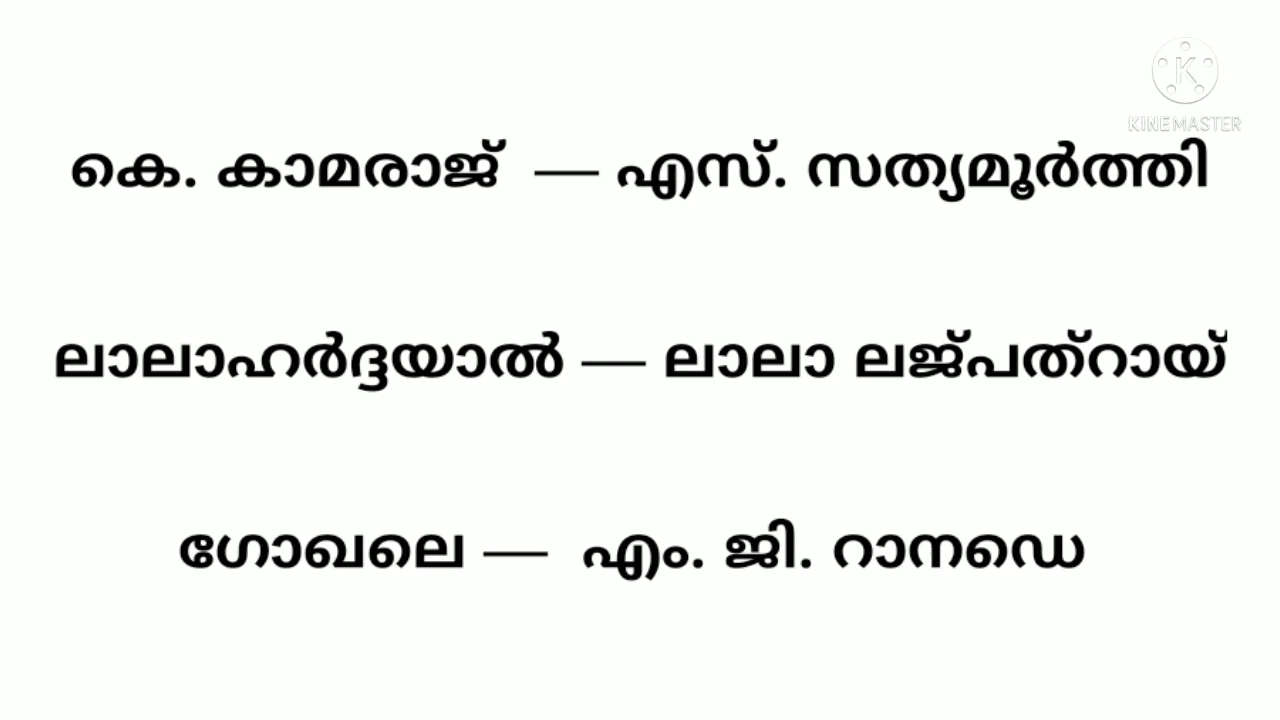 KINEMASTER
കെ. കാമരാജ് — എസ്. സത്യമൂർത്തി
ലാലാഹർദ്ദയാൽ — ലാലാ ലജ്പത്റായ്
ഗോഖലെ — എം. ജി. റാനഡെ